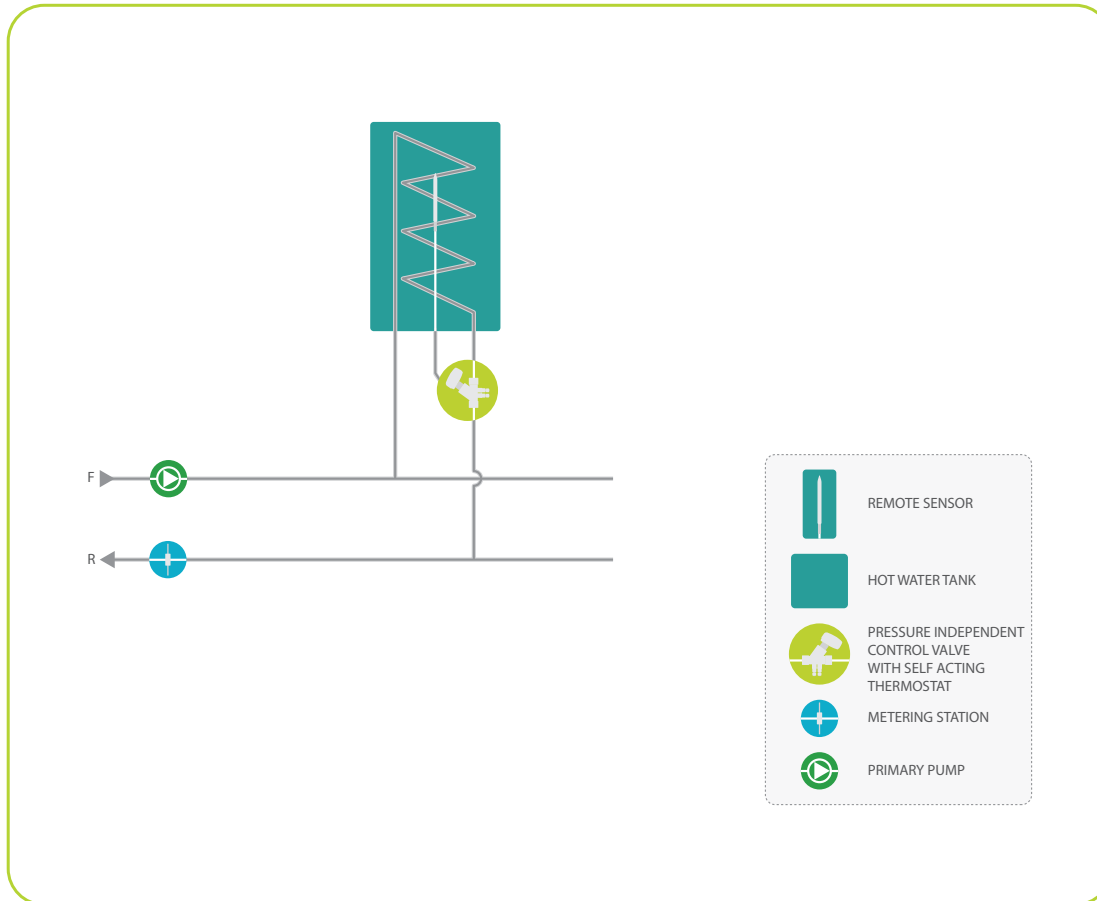 F
R
REMOTE SENSOR
HOT WATER TANK
PRESSURE INDEPENDENT
CONTROL VALVE
WITH SELF ACTING
THERMOSTAT
METERING STATION
PRIMARY PUMP